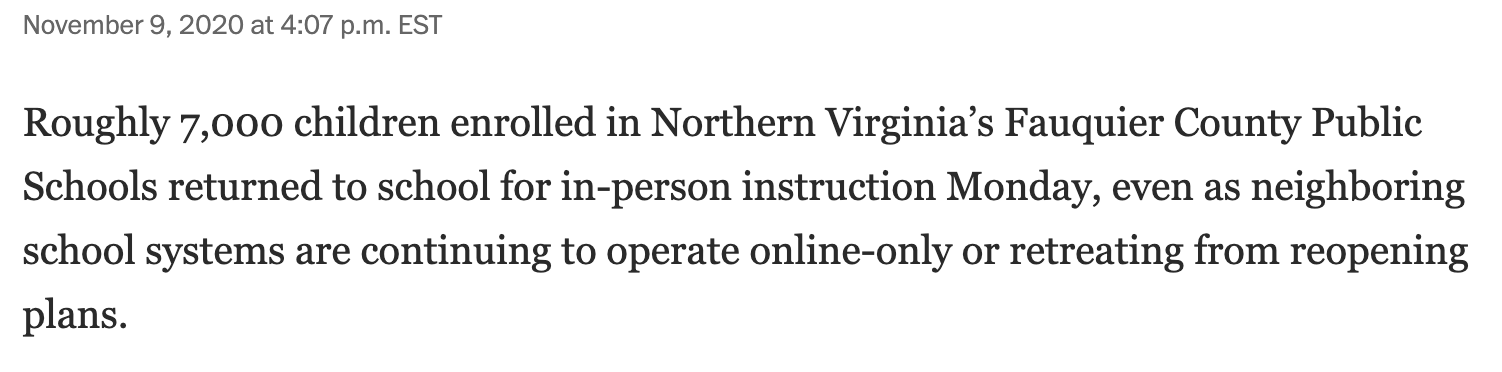 November 9, 2020 at 4:07 p.m. EST
Roughly 7,000 children enrolled in Northern Virginia’s Fauquier County Public
Schools returned to school for in-person instruction Monday, even as neighboring
school systems are continuing to operate online-only or retreating from reopening
plans.